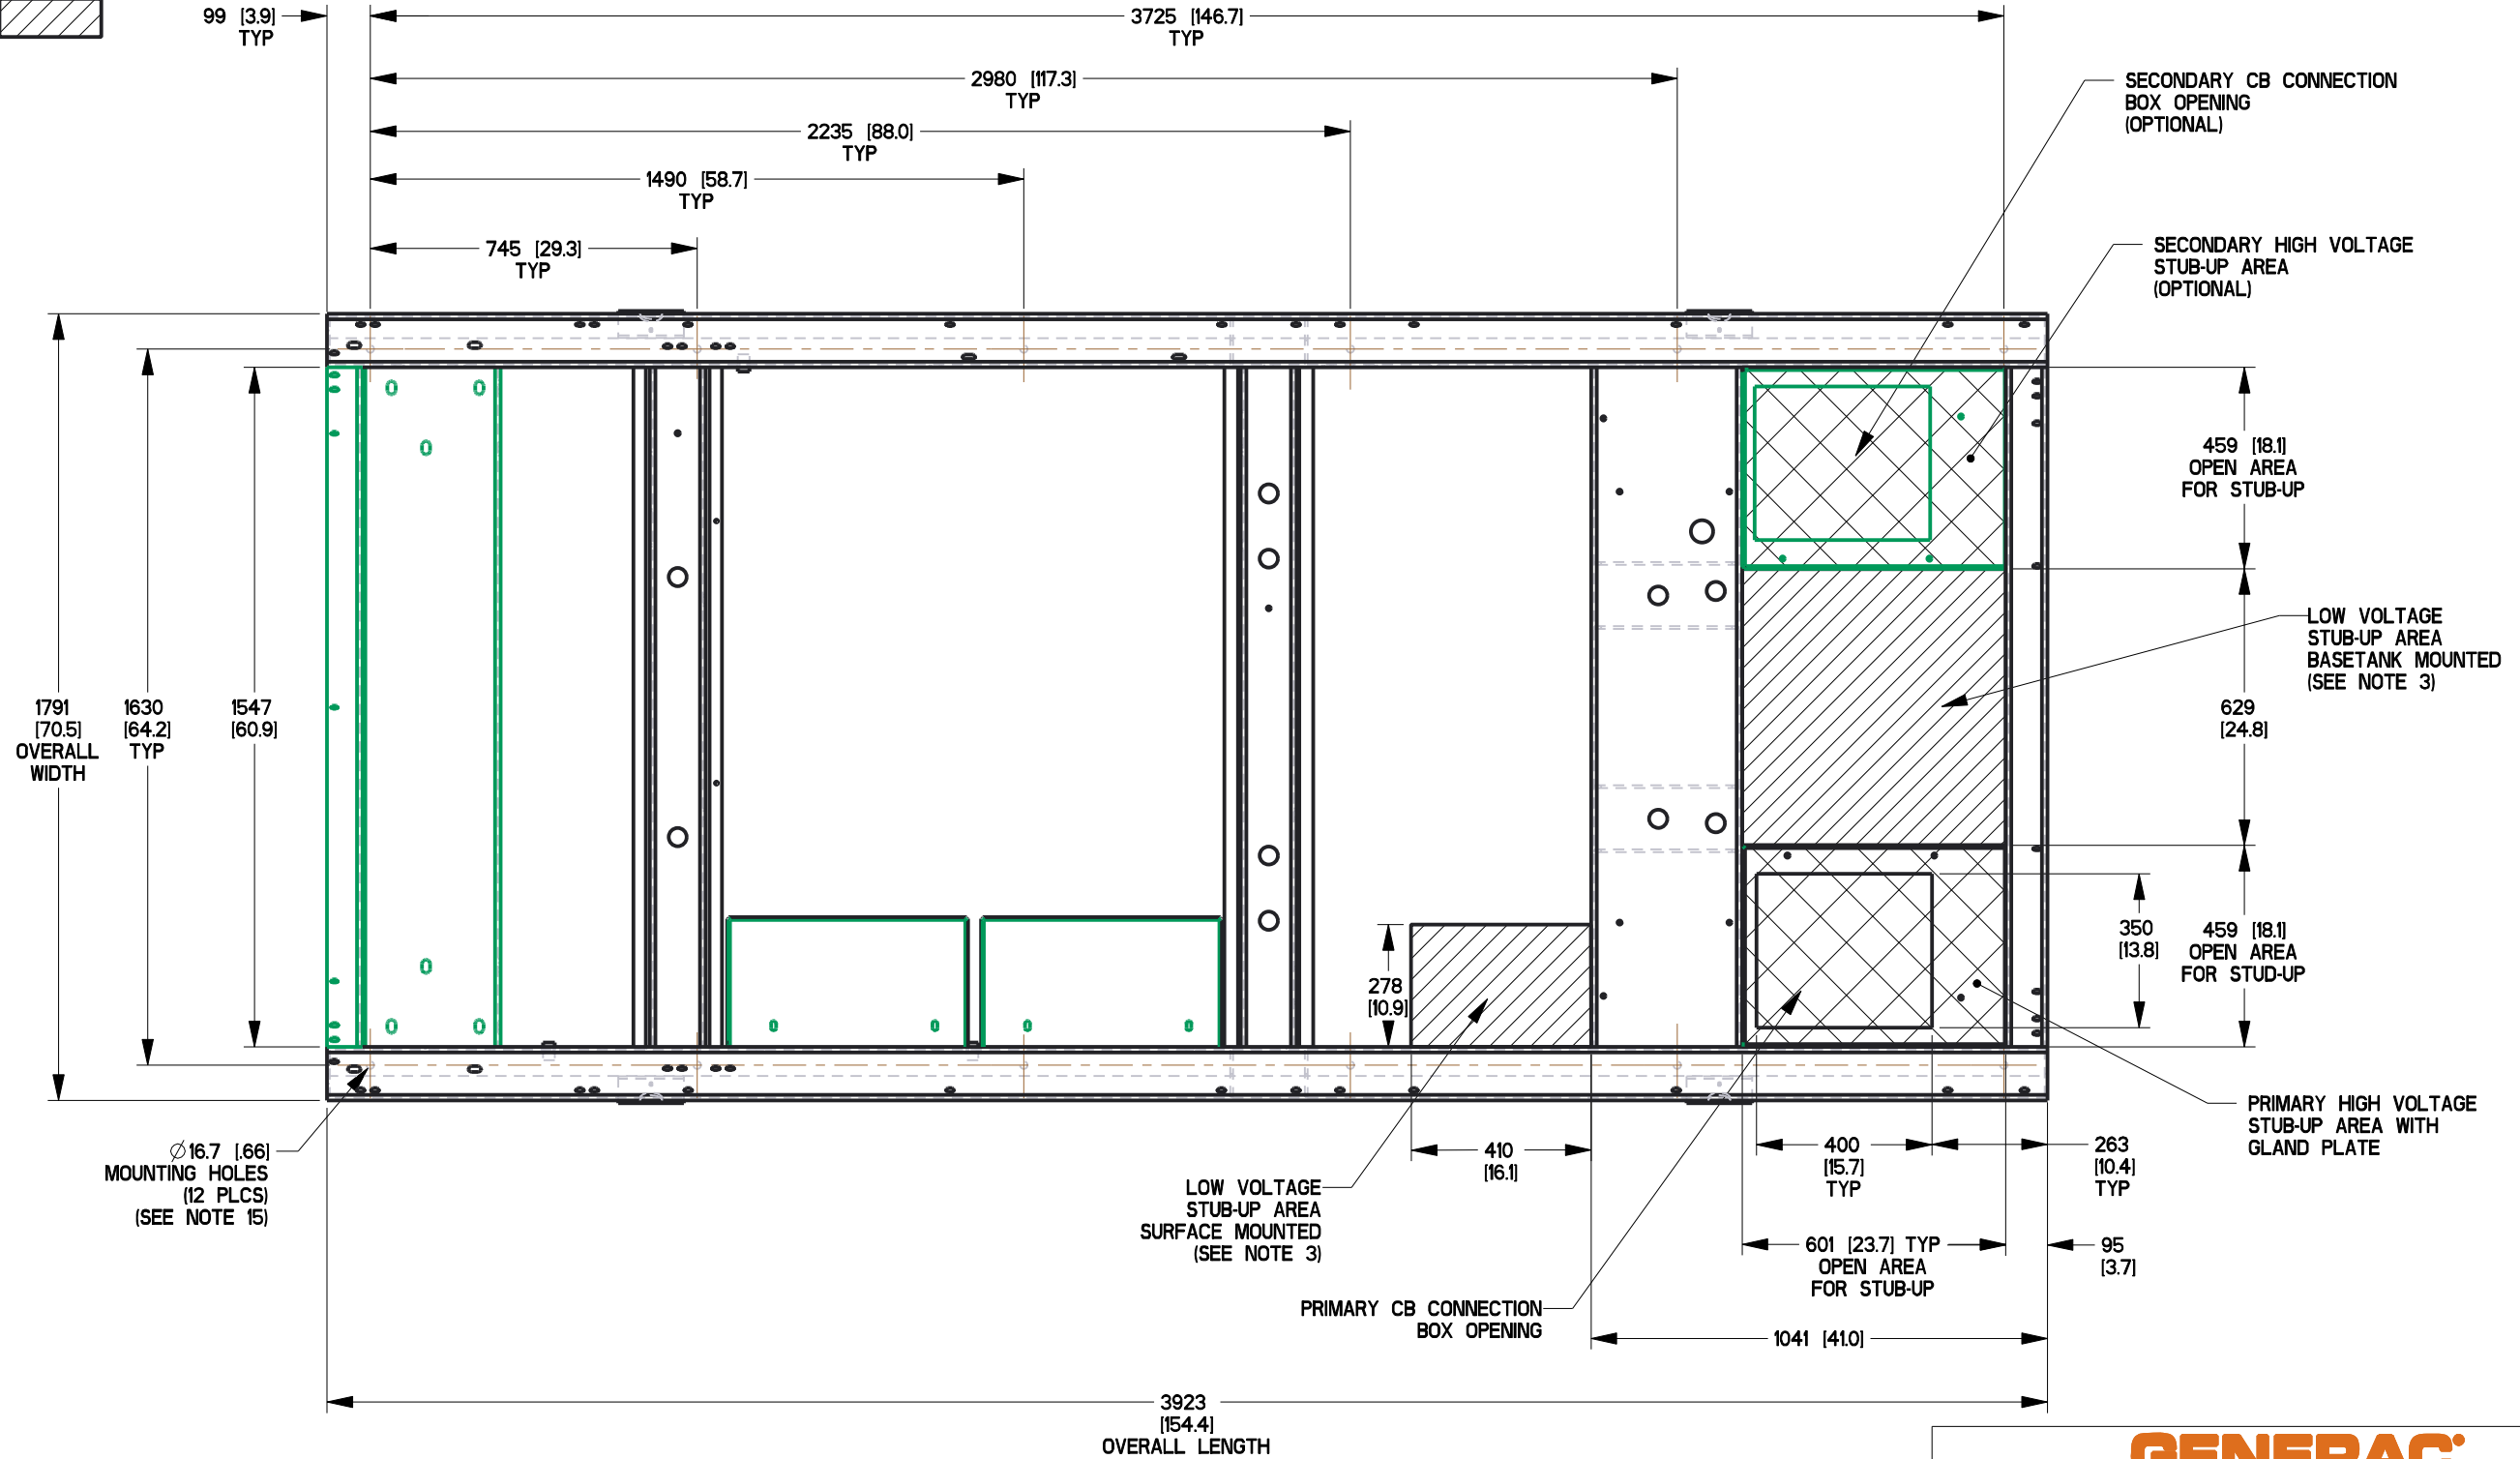 99 [3.9]
TYP
3725 [146.7]
TYP
2980 [117.3]
TYP
2235 [88.0]
TYP
1490 [58.7]
TYP
745 [29.3]
TYP
SECONDARY CB CONNECTION
BOX OPENING
(OPTIONAL)
SECONDARY HIGH VOLTAGE
STUB-UP AREA
(OPTIONAL)
459 [18.1]
OPEN AREA
FOR STUB-UP
LOW VOLTAGE
STUB-UP AREA
BASETANK MOUNTED
(SEE NOTE 3)
629
[24.8]
1791
[70.5]
OVERALL
WIDTH
1630
[64.2]
TYP
1547
[60.9]
350
[13.8]
459 [18.1]
OPEN AREA
FOR STUD-UP
278
[10.9]
PRIMARY HIGH VOLTAGE
STUB-UP AREA WITH
GLAND PLATE
Ø16.7 [.66]
MOUNTING HOLES
(12 PLCS)
(SEE NOTE 15)
410
[16.1]
400
[15.7]
TYP
263
[10.4]
TYP
LOW VOLTAGE
STUB-UP AREA
SURFACE MOUNTED
(SEE NOTE 3)
601 [23.7] TYP
OPEN AREA
FOR STUB-UP
95
[3.7]
PRIMARY CB CONNECTION
BOX OPENING
1041 [41.0]
3923
[154.4]
OVERALL LENGTH
GENERAC